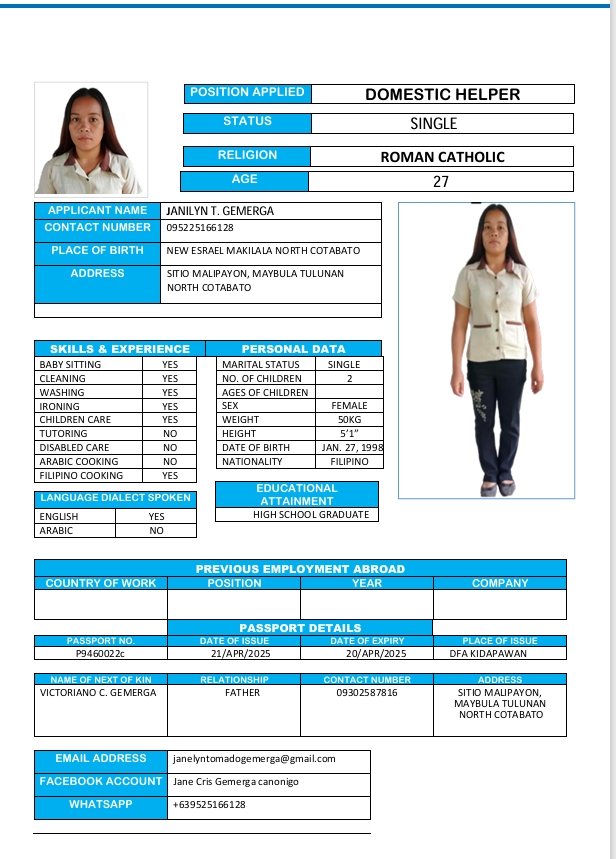 POSITION APPLIED DOMESTIC HELPER
STATUS SINGLE
RELIGION ROMAN CATHOLIC
AGE 27
APPLICANT NAME JANILYN T. GEMERGA
CONTACT NUMBER 095225166128
PLACE OF BIRTH NEW ESRAEL MAKILALA NORTH COTABATO
ADDRESS SITIO MALIPAYON, MAYBULA TULUNAN
NORTH COTABATO
SKILLS & EXPERIENCE
BABY SITTING YES
CLEANING YES
WASHING YES
IRONING YES
CHILDREN CARE YES
TUTORING NO
DISABLED CARE NO
ARABIC COOKING NO
FILIPINO COOKING YES
PERSONAL DATA
MARITAL STATUS SINGLE
NO. OF CHILDREN 2
AGES OF CHILDREN
SEX FEMALE
WEIGHT 50KG
HEIGHT 5’1”
DATE OF BIRTH JAN. 27, 1998
NATIONALITY FILIPINO
LANGUAGE DIALECT SPOKEN
ENGLISH YES
ARABIC NO
EDUCATIONAL
ATTAINMENT
HIGH SCHOOL GRADUATE
PREVIOUS EMPLOYMENT ABROAD
COUNTRY OF WORK POSITION YEAR COMPANY
PASSPORT DETAILS
PASSPORT NO. DATE OF ISSUE DATE OF EXPIRY PLACE OF ISSUE
P9460022c 21/APR/2025 20/APR/2025 DFA KIDAPAWAN
NAME OF NEXT OF KIN RELATIONSHIP CONTACT NUMBER ADDRESS
VICTORIANO C. GEMERGA FATHER 09302587816 SITIO MALIPAYON,
MAYBULA TULUNAN
NORTH COTABATO
EMAIL ADDRESS janelyntomadogemerga@gmail.com
FACEBOOK ACCOUNT Jane Cris Gemerga canonigo
WHATSAPP +639525166128